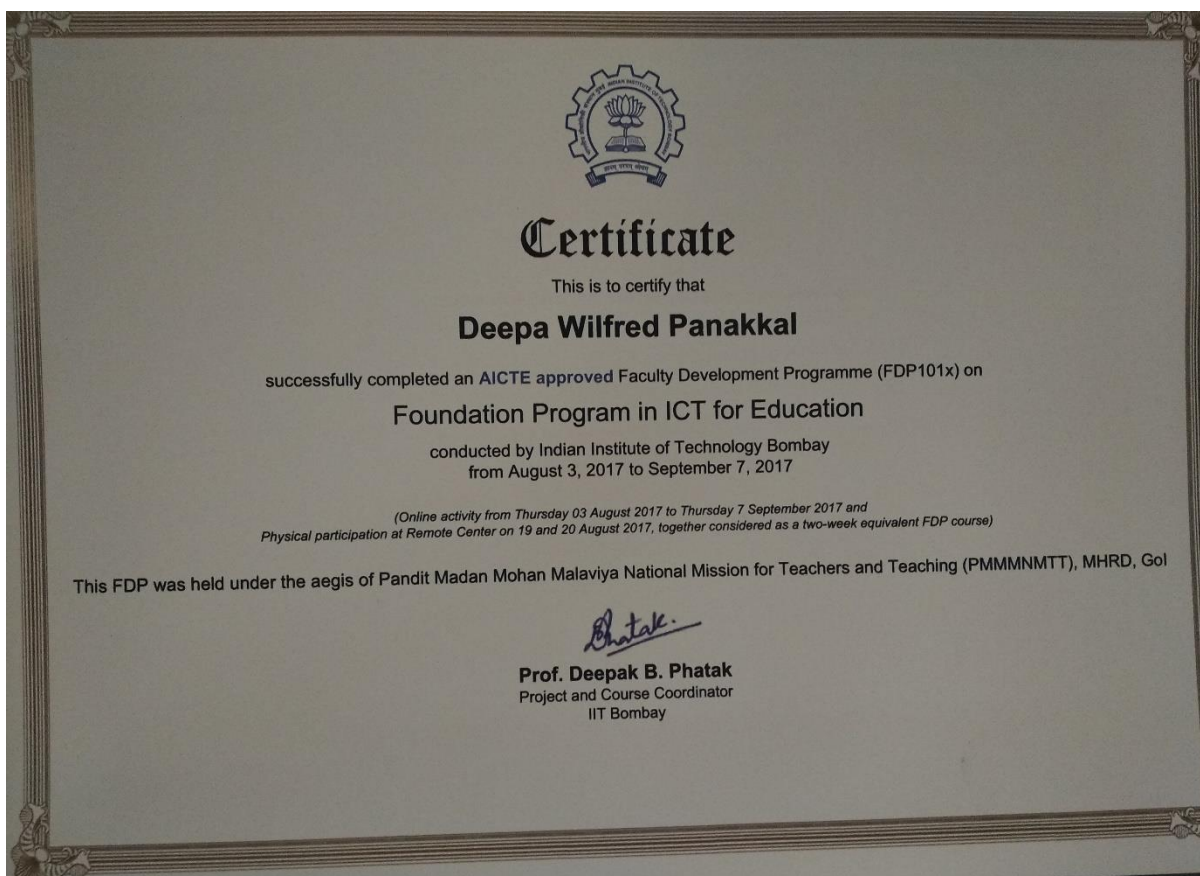 INDIAN INSTITUTE OF TECHNOLOGY BOMBAY
Certificate
This is to certify that
Deepa Wilfred Panakkal
successfully completed an AICTE approved Faculty Development Programme (FDP101x) on
Foundation Program in ICT for Education
conducted by Indian Institute of Technology Bombay
from August 3, 2017 to September 7, 2017
(Online activity from Thursday 03 August 2017 to Thursday 7 September 2017 and
Physical participation at Remote Center on 19 and 20 August 2017, together considered as a two-week equivalent FDP course)
This FDP was held under the aegis of Pandit Madan Mohan Malaviya National Mission for Teachers and Teaching (PMMMNMTT), MHRD, GoI
Phatak.
Prof. Deepak B. Phatak
Project and Course Coordinator
IIT Bombay